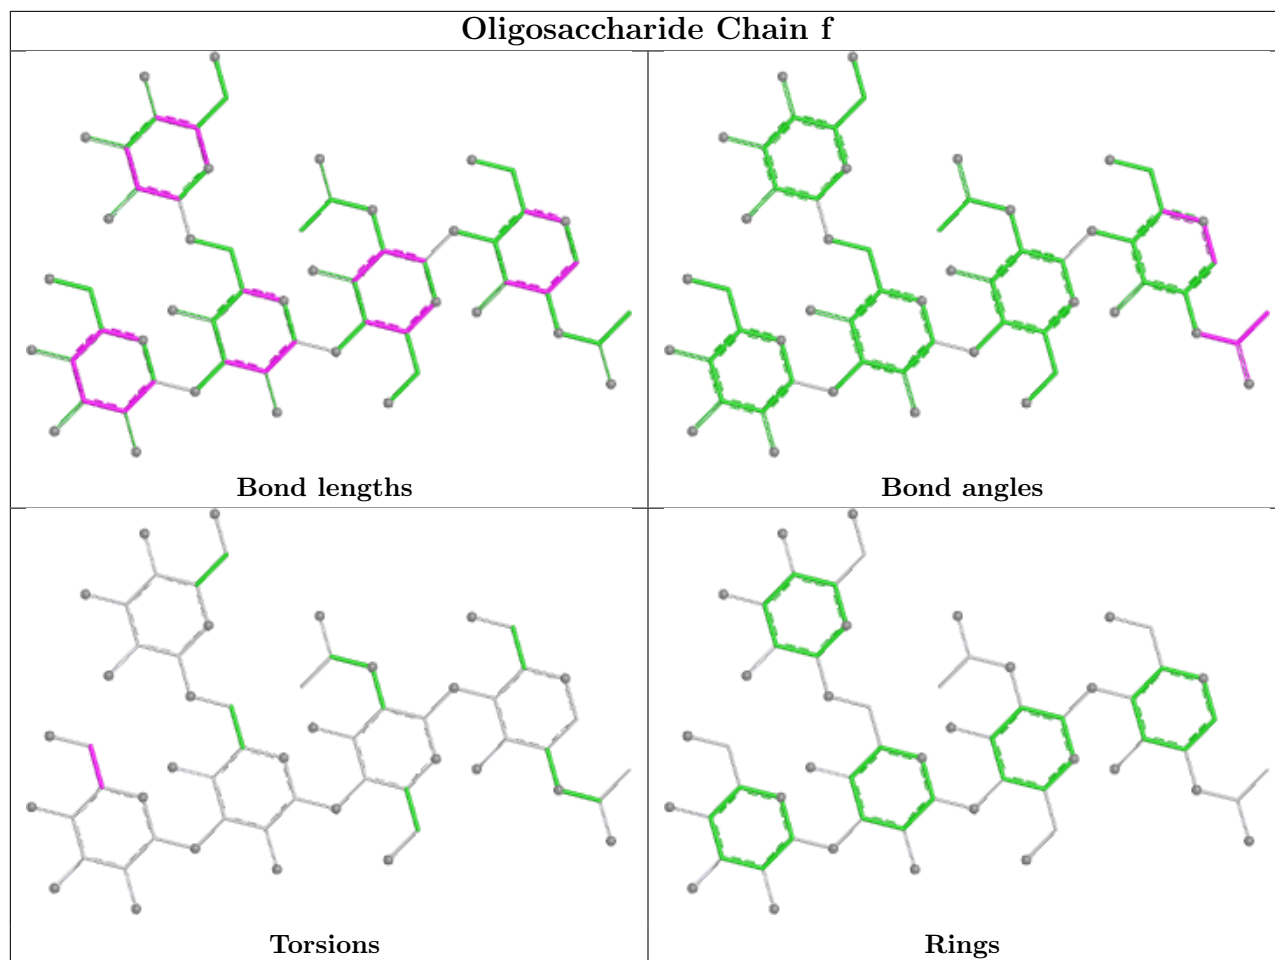 Oligosaccharide Chain f
Bond lengths
Bond angles
Torsions
Rings